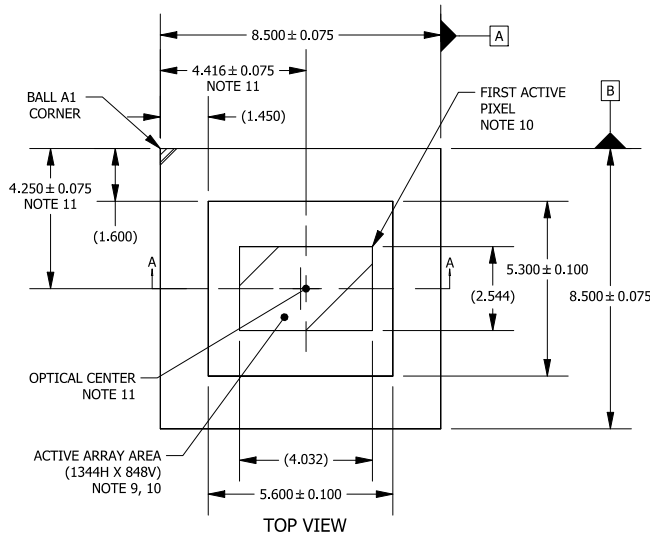 8.500 ± 0.075
A
4.416 ± 0.075
NOTE 11
BALL A1
CORNER
(1.450)
FIRST ACTIVE
PIXEL
NOTE 10
B
4.250 ± 0.075
NOTE 11
(1.600)
A
A
5.300 ± 0.100
(2.544)
8.500 ± 0.075
OPTICAL CENTER
NOTE 11
ACTIVE ARRAY AREA
(1344H X 848V)
NOTE 9, 10
(4.032)
5.600 ± 0.100
TOP VIEW